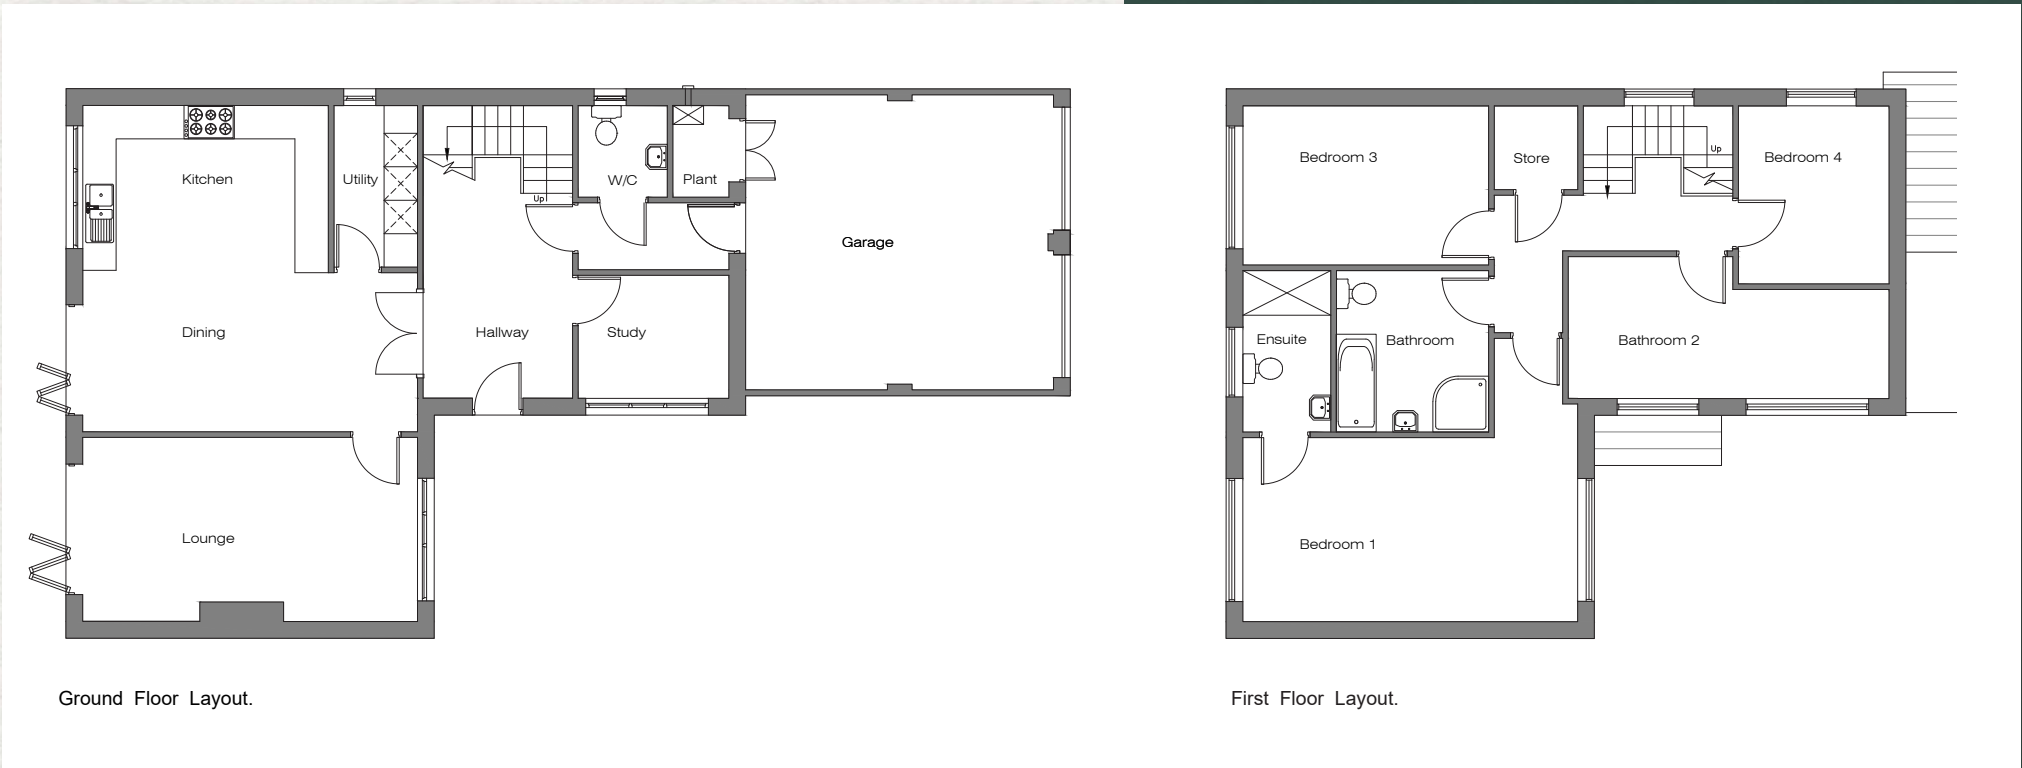 Kitchen
Utility
Up
W/C
Plant
Garage
Dining
Hallway
Study
Lounge
Ground Floor Layout.
Bedroom 3
Store
Up
Bedroom 4
Ensuite
Bathroom
Bathroom 2
Bedroom 1
First Floor Layout.